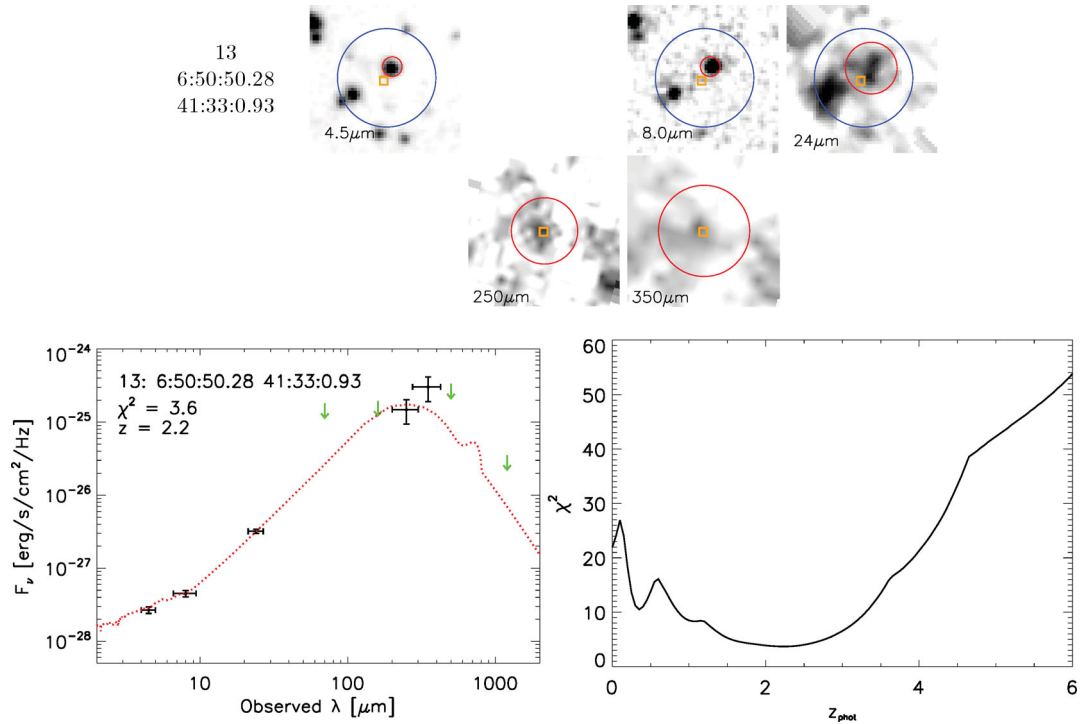 13
6:50:50.28
41:33:0.93
4.5μm
8.0μm
24μm
250μm
350μm
13: 6:50:50.28 41:33:0.93
χ² = 3.6
z = 2.2
10⁻²⁴
10⁻²⁵
10⁻²⁶
10⁻²⁷
10⁻²⁸
Fᵥ [erg/s/cm²/Hz]
10 100 1000
Observed λ [μm]
60
50
40
30
20
10
0
χ²
0 2 4 6
z_phot